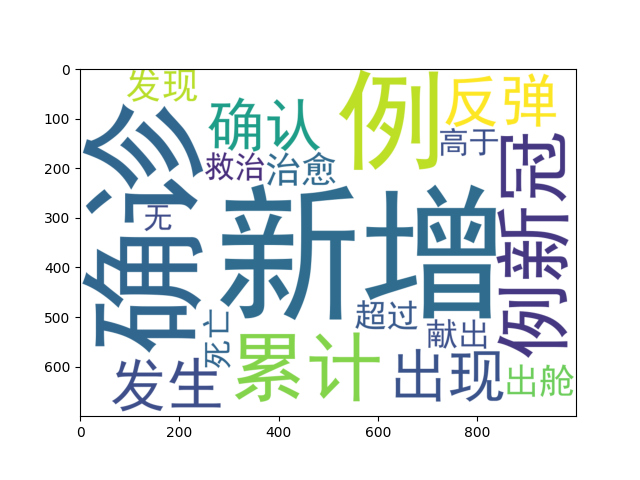 发现
确认
例
反弹
高于
救治
治愈
确诊
无
新增
例新冠
死亡
超过
献出
累计
出现
发生
出舱
0
100
200
300
400
500
600
0
200
400
600
800